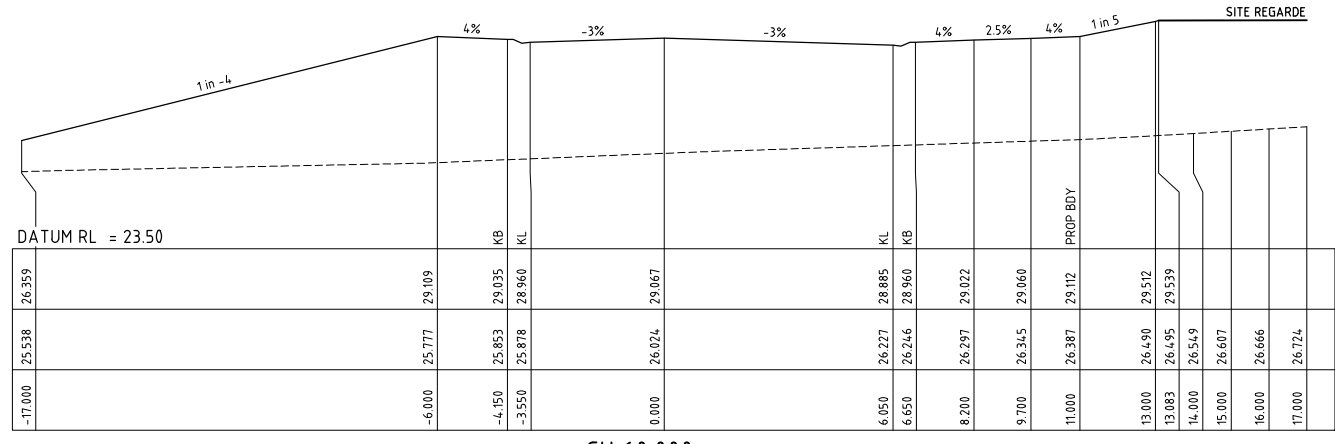 SITE REGARDE
4%
-3%
-3%
4%
2.5%
4%
1 in 5
1 in -4
DATUM RL = 23.50
KB
KL
KL
KB
PROP BDY
26.359 29.109 29.035 28.960 29.067 28.885 28.960 29.022 29.060 29.112 29.512 29.539
25.538 25.777 25.853 25.878 26.024 26.227 26.246 26.297 26.345 26.387 26.490 26.495 26.549 26.607 26.666 26.724
-17.000 -6.000 -4.150 -3.550 0.000 6.050 6.650 8.200 9.700 11.000 13.000 13.083 14.000 15.000 16.000 17.000